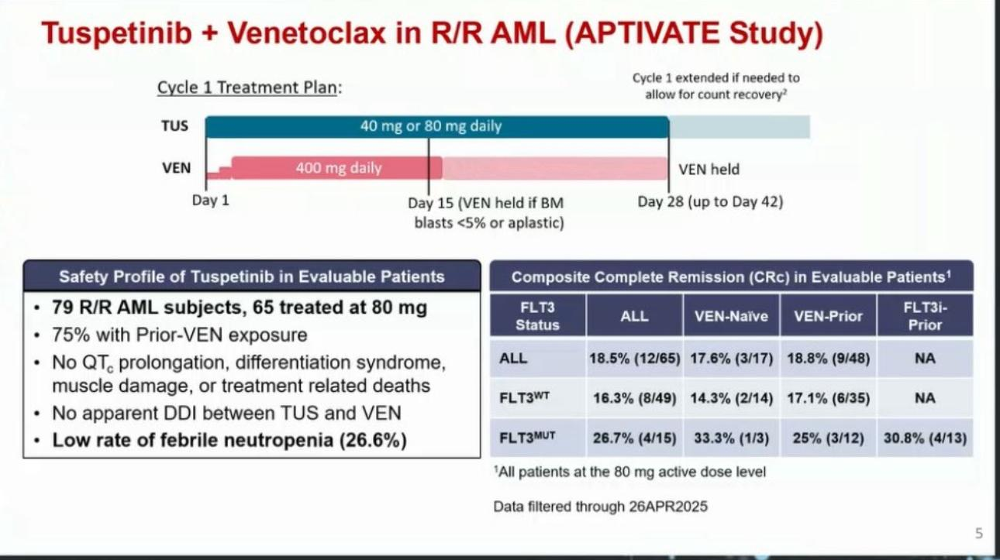 Tuspetinib + Venetoclax in R/R AML (APTIVATE Study)
Cycle 1 Treatment Plan:
Cycle 1 extended if needed to
allow for count recovery²
TUS
40 mg or 80 mg daily
VEN
400 mg daily
VEN held
Day 1
Day 15 (VEN held if BM
blasts <5% or aplastic)
Day 28 (up to Day 42)
Safety Profile of Tuspetinib in Evaluable Patients
• 79 R/R AML subjects, 65 treated at 80 mg
• 75% with Prior-VEN exposure
• No QTc prolongation, differentiation syndrome,
muscle damage, or treatment related deaths
• No apparent DDI between TUS and VEN
• Low rate of febrile neutropenia (26.6%)
Composite Complete Remission (CRc) in Evaluable Patients¹
FLT3 Status | ALL | VEN-Naïve | VEN-Prior | FLT3i-Prior
ALL | 18.5% (12/65) | 17.6% (3/17) | 18.8% (9/48) | NA
FLT3ᵂᵀ | 16.3% (8/49) | 14.3% (2/14) | 17.1% (6/35) | NA
FLT3ᴹᵁᵀ | 26.7% (4/15) | 33.3% (1/3) | 25% (3/12) | 30.8% (4/13)
¹All patients at the 80 mg active dose level
Data filtered through 26APR2025
5